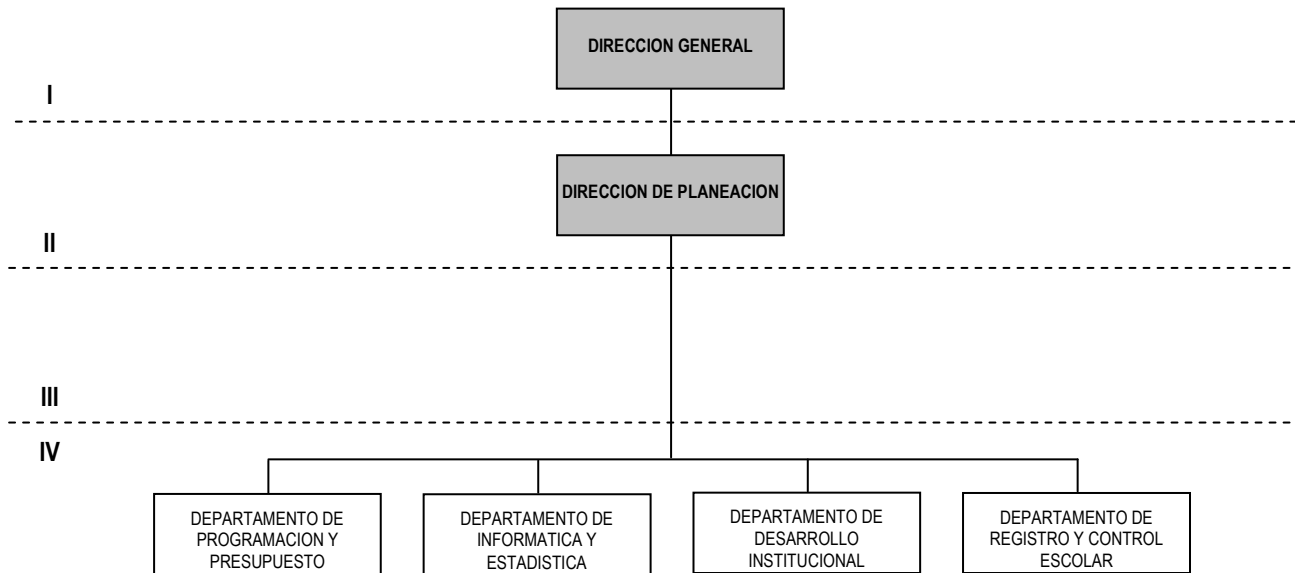 DIRECCION GENERAL
I
DIRECCION DE PLANEACION
II
III
IV
DEPARTAMENTO DE
PROGRAMACION Y
PRESUPUESTO
DEPARTAMENTO DE
INFORMATICA Y
ESTADISTICA
DEPARTAMENTO DE
DESARROLLO
INSTITUCIONAL
DEPARTAMENTO DE
REGISTRO Y CONTROL
ESCOLAR